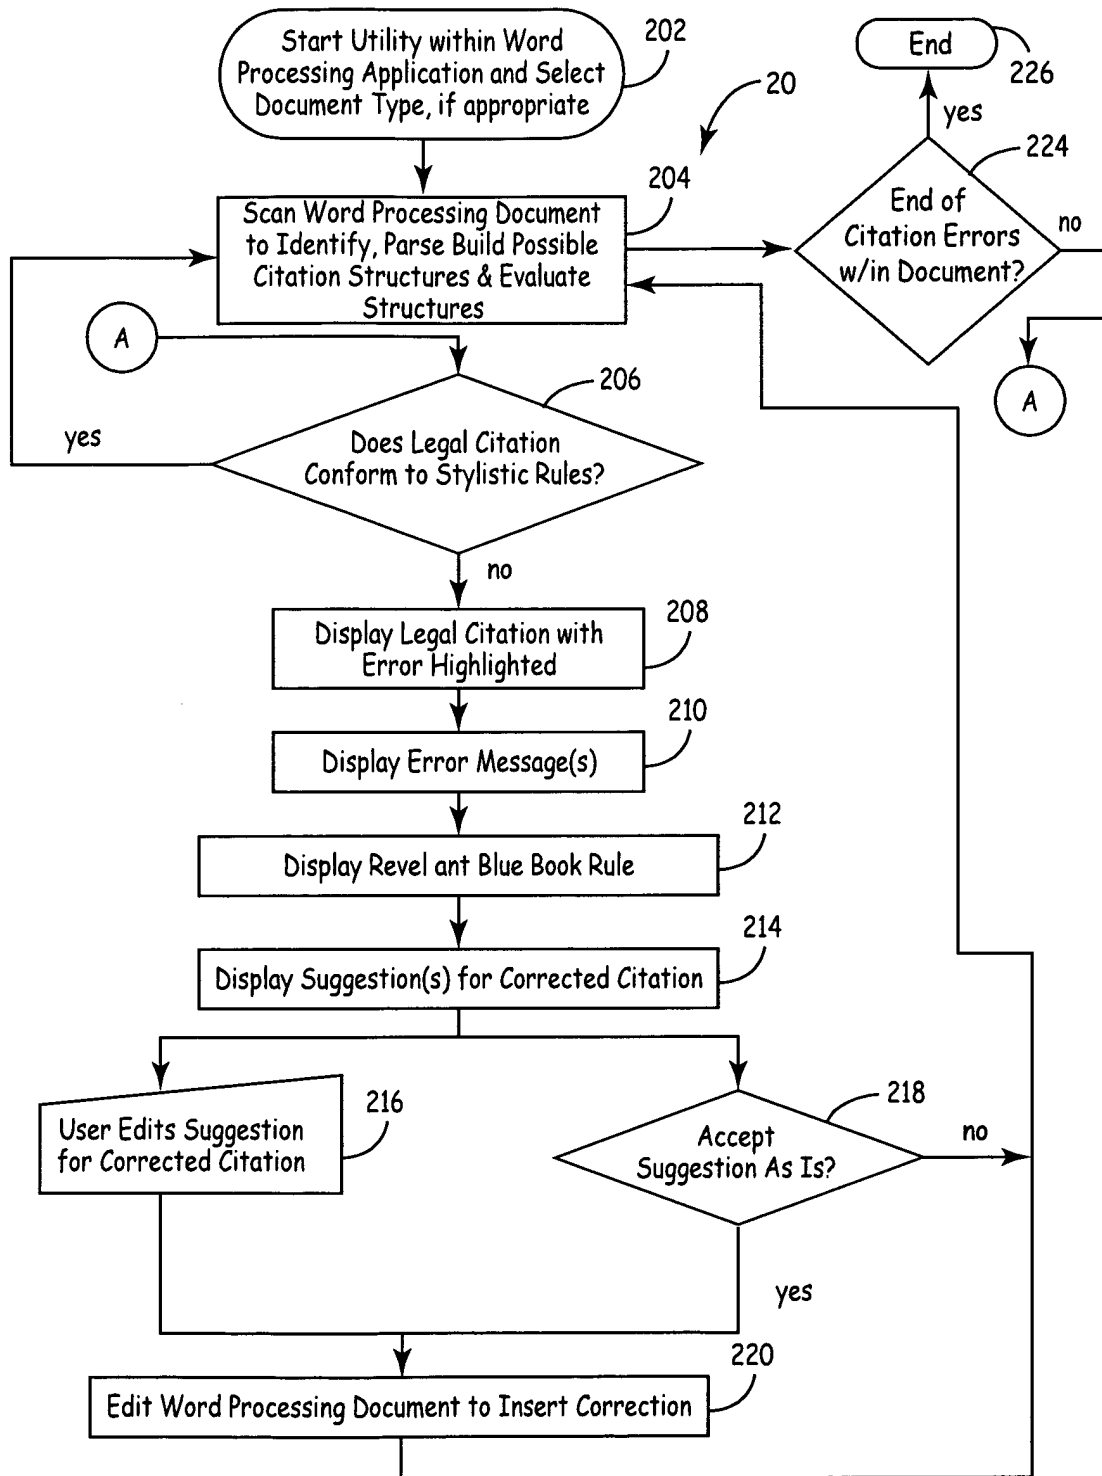 Start Utility within Word
Processing Application and Select
Document Type, if appropriate
202
End
226
20
yes
224
204
Scan Word Processing Document
to Identify, Parse Build Possible
Citation Structures & Evaluate
Structures
End of
Citation Errors
w/in Document?
no
A
A
206
yes
Does Legal Citation
Conform to Stylistic Rules?
no
208
Display Legal Citation with
Error Highlighted
210
Display Error Message(s)
212
Display Revel ant Blue Book Rule
214
Display Suggestion(s) for Corrected Citation
216
User Edits Suggestion
for Corrected Citation
218
Accept
Suggestion As Is?
no
yes
220
Edit Word Processing Document to Insert Correction